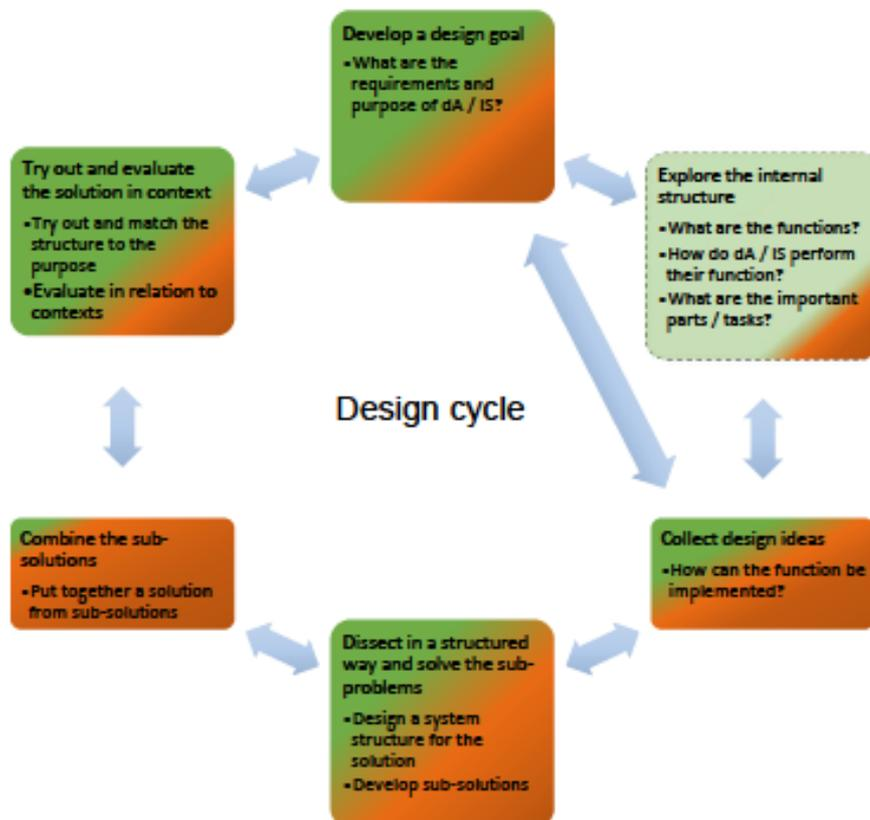 Develop a design goal
▪What are the
requirements and
purpose of dA / IS?
Try out and evaluate
the solution in context
▪Try out and match the
structure to the
purpose
•Evaluate in relation to
contexts
Explore the internal
structure
▪What are the functions?
▪How do dA / IS perform
their function?
▪What are the important
parts / tasks?
Design cycle
Combine the sub-
solutions
▪Put together a solution
from sub-solutions
Collect design ideas
▪How can the function be
implemented?
Dissect in a structured
way and solve the sub-
problems
▪Design a system
structure for the
solution
▪Develop sub-solutions